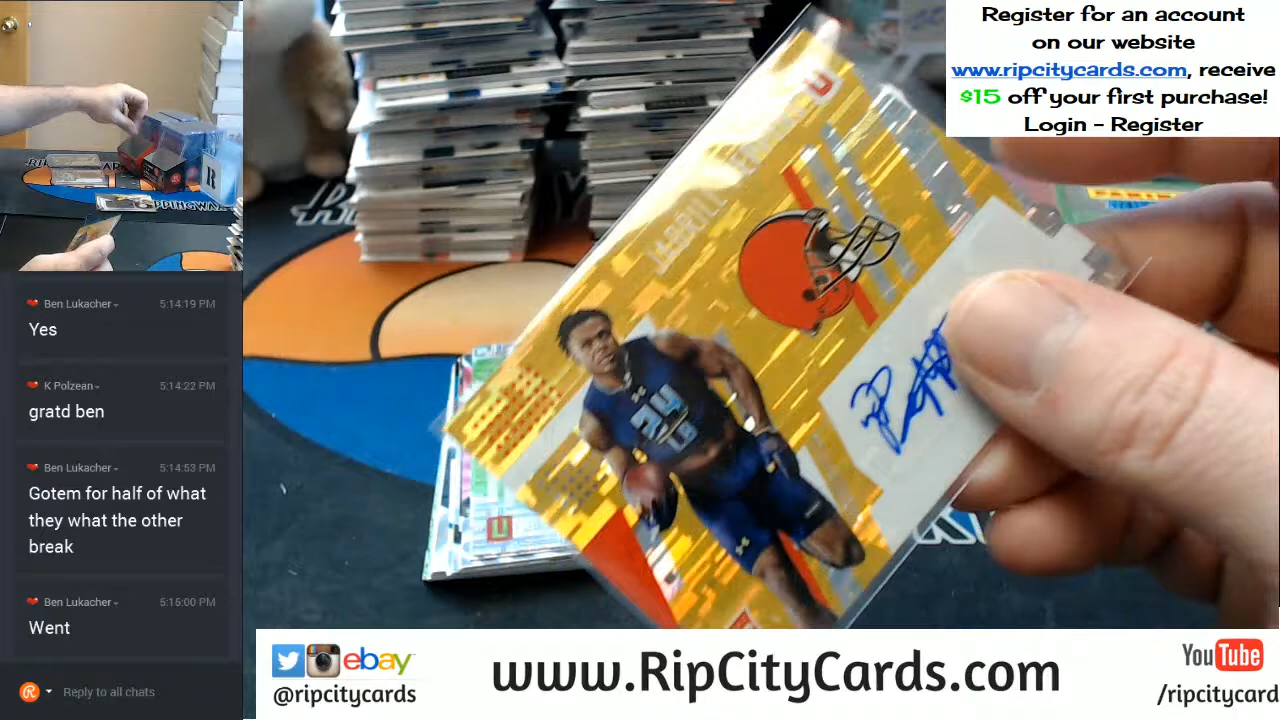 Register for an account
on our website
www.ripcitycards.com, receive
$15 off your first purchase!
Login - Register
Ben Lukacher 5:14:19 PM
Yes
K Polzean 5:14:22 PM
gratd ben
Ben Lukacher 5:14:53 PM
Gotem for half of what
they what the other
break
Ben Lukacher 5:15:00 PM
Went
Reply to all chats
24
LB
R
ebay
@ripcitycards
www.RipCityCards.com
YouTube
/ripcitycard